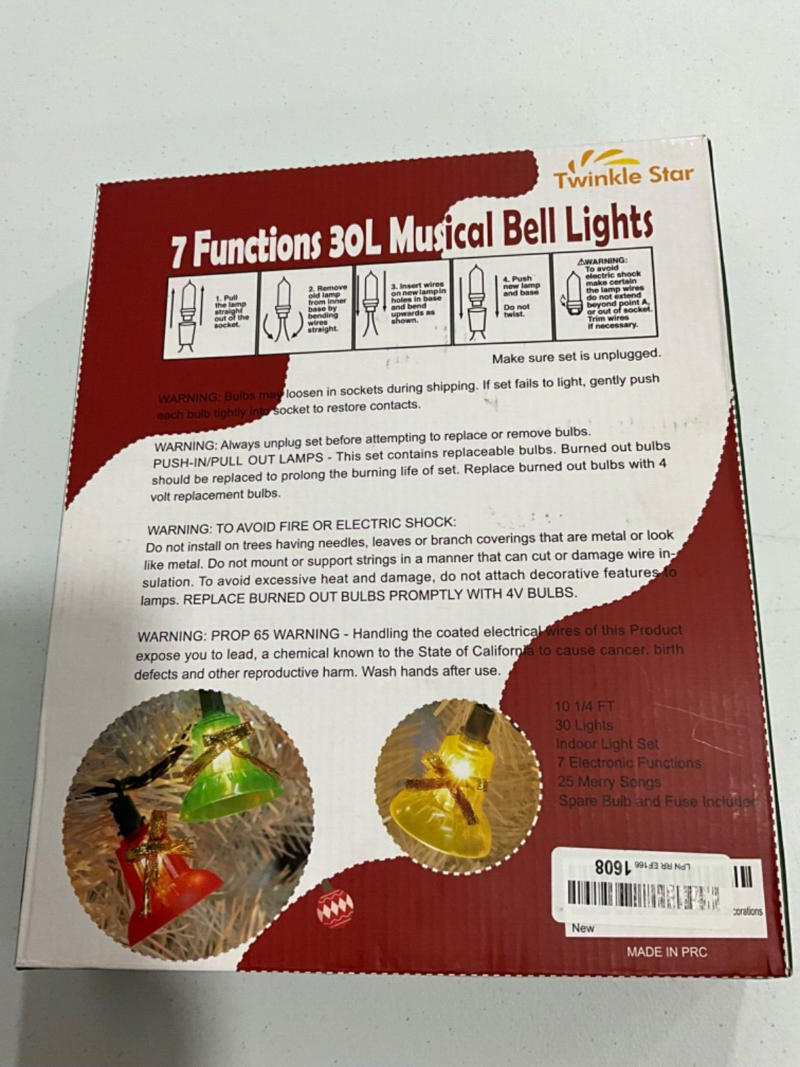 Twinkle Star
7 Functions 30L Musical Bell Lights
1. Pull
the lamp
straight
out of the
socket.
2. Remove
old lamp
from inner
base by
bending
wires
straight.
3. Insert wires
on new lamp in
holes in base
and bend
upwards as
shown.
4. Push
new lamp
and base
Do not
twist.
⚠WARNING:
To avoid
electric shock
make certain
the lamp wires
do not extend
beyond point A,
or out of socket.
Trim wires
if necessary.
Make sure set is unplugged.
WARNING: Bulbs may loosen in sockets during shipping. If set fails to light, gently push
each bulb tightly into socket to restore contacts.
WARNING: Always unplug set before attempting to replace or remove bulbs.
PUSH-IN/PULL OUT LAMPS - This set contains replaceable bulbs. Burned out bulbs
should be replaced to prolong the burning life of set. Replace burned out bulbs with 4
volt replacement bulbs.
WARNING: TO AVOID FIRE OR ELECTRIC SHOCK:
Do not install on trees having needles, leaves or branch coverings that are metal or look
like metal. Do not mount or support strings in a manner that can cut or damage wire in-
sulation. To avoid excessive heat and damage, do not attach decorative features to
lamps. REPLACE BURNED OUT BULBS PROMPTLY WITH 4V BULBS.
WARNING: PROP 65 WARNING - Handling the coated electrical wires of this Product
expose you to lead, a chemical known to the State of California to cause cancer, birth
defects and other reproductive harm. Wash hands after use.
10 1/4 FT
30 Lights
Indoor Light Set
7 Electronic Functions
25 Merry Songs
Spare Bulb and Fuse Included
LPN RR EF166 1608
corations
New
MADE IN PRC